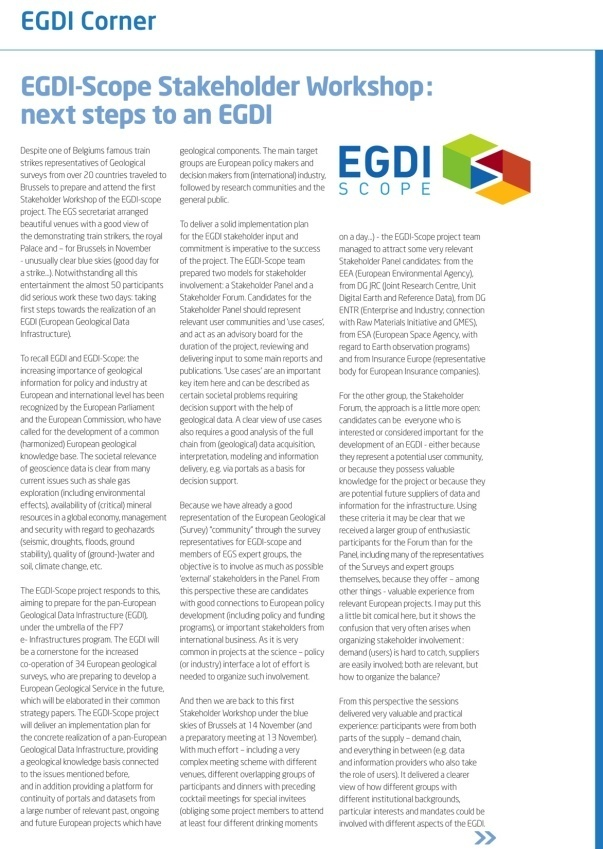 EGDI Corner
EGDI-Scope Stakeholder Workshop:
next steps to an EGDI
Despite one of Belgiums famous train
strikes representatives of Geological
surveys from over 20 countries traveled to
Brussels to prepare and attend the first
Stakeholder Workshop of the EGDI-scope
project. The EGS secretariat arranged
beautiful venues with a good view of
the demonstrating train strikers, the royal
Palace and – for Brussels in November
- unusually clear blue skies (good day for
a strike...). Notwithstanding all this
entertainment the almost 50 participants
did serious work these two days: taking
first steps towards the realization of an
EGDI (European Geological Data
Infrastructure).
To recall EGDI and EGDI-Scope: the
increasing importance of geological
information for policy and industry at
European and international level has been
recognized by the European Parliament
and the European Commission, who have
called for the development of a common
(harmonized) European geological
knowledge base. The societal relevance
of geoscience data is clear from many
current issues such as shale gas
exploration (including environmental
effects), availability of (critical) mineral
resources in a global economy, management
and security with regard to geohazards
(seismic, droughts, floods, ground
stability), quality of (ground-)water and
soil, climate change, etc.
The EGDI-Scope project responds to this,
aiming to prepare for the pan-European
Geological Data Infrastructure (EGDI),
under the umbrella of the FP7
e- Infrastructures program. The EGDI will
be a cornerstone for the increased
co-operation of 34 European geological
surveys, who are preparing to develop a
European Geological Service in the future,
which will be elaborated in their common
strategy papers. The EGDI-Scope project
will deliver an implementation plan for
the concrete realization of a pan-European
Geological Data Infrastructure, providing
a geological knowledge basis connected
to the issues mentioned before,
and in addition providing a platform for
continuity of portals and datasets from
a large number of relevant past, ongoing
and future European projects which have
geological components. The main target
groups are European policy makers and
decision makers from (international) industry,
followed by research communities and the
general public.
To deliver a solid implementation plan
for the EGDI stakeholder input and
commitment is imperative to the success
of the project. The EGDI-Scope team
prepared two models for stakeholder
involvement: a Stakeholder Panel and a
Stakeholder Forum. Candidates for the
Stakeholder Panel should represent
relevant user communities and 'use cases',
and act as an advisory board for the
duration of the project, reviewing and
delivering input to some main reports and
publications. 'Use cases' are an important
key item here and can be described as
certain societal problems requiring
decision support with the help of
geological data. A clear view of use cases
also requires a good analysis of the full
chain from (geological) data acquisition,
interpretation, modeling and information
delivery, e.g. via portals as a basis for
decision support.
Because we have already a good
representation of the European Geological
(Survey) "community" through the survey
representatives for EGDI-scope and
members of EGS expert groups, the
objective is to involve as much as possible
'external' stakeholders in the Panel. From
this perspective these are candidates
with good connections to European policy
development (including policy and funding
programs), or important stakeholders from
international business. As it is very
common in projects at the science – policy
(or industry) interface a lot of effort is
needed to organize such involvement.
And then we are back to this first
Stakeholder Workshop under the blue
skies of Brussels at 14 November (and
a preparatory meeting at 13 November).
With much effort – including a very
complex meeting scheme with different
venues, different overlapping groups of
participants and dinners with preceding
cocktail meetings for special invitees
(obliging some project members to attend
at least four different drinking moments
EGDI
SCOPE
on a day...) - the EGDI-Scope project team
managed to attract some very relevant
Stakeholder Panel candidates: from the
EEA (European Environmental Agency),
from DG JRC (Joint Research Centre, Unit
Digital Earth and Reference Data), from DG
ENTR (Enterprise and Industry; connection
with Raw Materials Initiative and GMES),
from ESA (European Space Agency, with
regard to Earth observation programs)
and from Insurance Europe (representative
body for European Insurance companies).
For the other group, the Stakeholder
Forum, the approach is a little more open:
candidates can be everyone who is
interested or considered important for the
development of an EGDI - either because
they represent a potential user community,
or because they possess valuable
knowledge for the project or because they
are potential future suppliers of data and
information for the infrastructure. Using
these criteria it may be clear that we
received a larger group of enthusiastic
participants for the Forum than for the
Panel, including many of the representatives
of the Surveys and expert groups
themselves, because they offer – among
other things - valuable experience from
relevant European projects. I may put this
a little bit comical here, but it shows the
confusion that very often arises when
organizing stakeholder involvement:
demand (users) is hard to catch, suppliers
are easily involved; both are relevant, but
how to organize the balance?
From this perspective the sessions
delivered very valuable and practical
experience: participants were from both
parts of the supply – demand chain,
and everything in between (e.g. data
and information providers who also take
the role of users). It delivered a clearer
view of how different groups with
different institutional backgrounds,
particular interests and mandates could be
involved with different aspects of the EGDI.